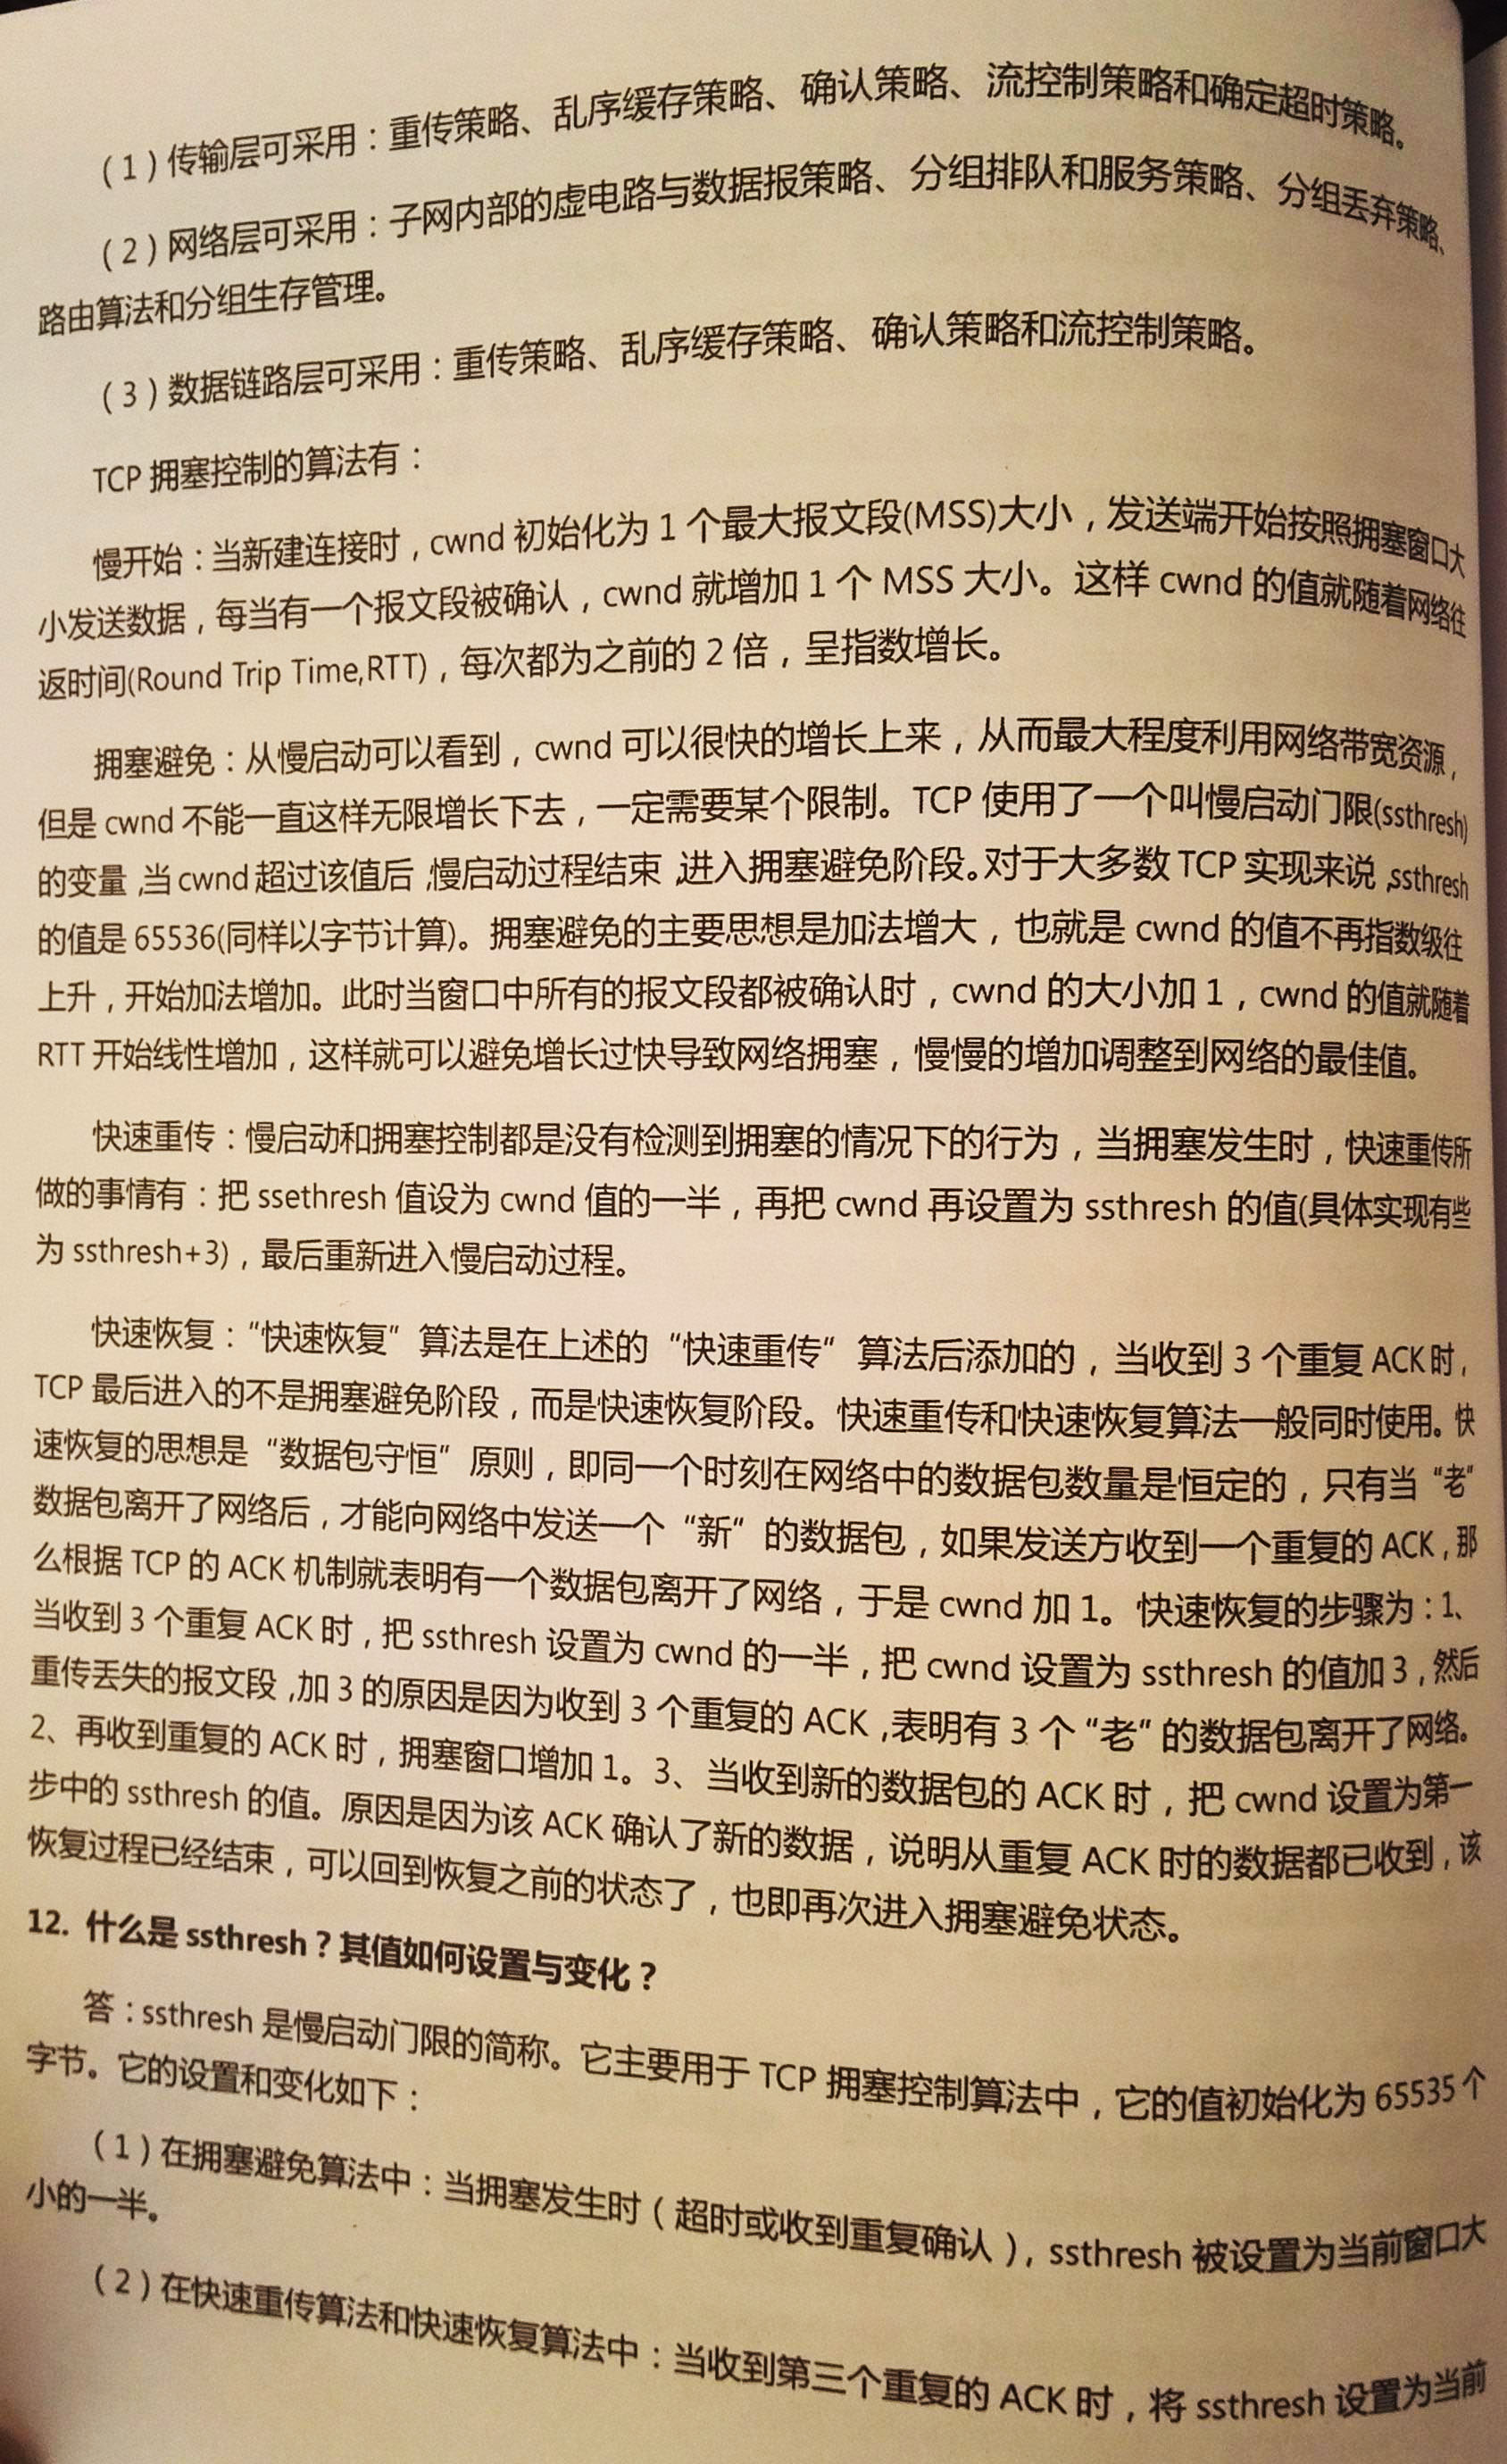 （1）传输层可采用：重传策略、乱序缓存策略、确认策略、流控制策略和确定超时策略。
（2）网络层可采用：子网内部的虚电路与数据报策略、分组排队和服务策略、分组丢弃策略、
路由算法和分组生存管理。
（3）数据链路层可采用：重传策略、乱序缓存策略、确认策略和流控制策略。
TCP 拥塞控制的算法有：
慢开始：当新建连接时，cwnd 初始化为 1 个最大报文段(MSS)大小，发送端开始按照拥塞窗口大
小发送数据，每当有一个报文段被确认，cwnd 就增加 1 个 MSS 大小。这样 cwnd 的值就随着网络往
返时间(Round Trip Time,RTT)，每次都为之前的 2 倍，呈指数增长。
拥塞避免：从慢启动可以看到，cwnd 可以很快的增长上来，从而最大程度利用网络带宽资源，
但是 cwnd 不能一直这样无限增长下去，一定需要某个限制。TCP 使用了一个叫慢启动门限(ssthresh)
的变量，当 cwnd 超过该值后，慢启动过程结束，进入拥塞避免阶段。对于大多数 TCP 实现来说，ssthresh
的值是 65536(同样以字节计算)。拥塞避免的主要思想是加法增大，也就是 cwnd 的值不再指数级往
上升，开始加法增加。此时当窗口中所有的报文段都被确认时，cwnd 的大小加 1，cwnd 的值就随着
RTT 开始线性增加，这样就可以避免增长过快导致网络拥塞，慢慢的增加调整到网络的最佳值。
快速重传：慢启动和拥塞控制都是没有检测到拥塞的情况下的行为，当拥塞发生时，快速重传所
做的事情有：把 ssethresh 值设为 cwnd 值的一半，再把 cwnd 再设置为 ssthresh 的值(具体实现有些
为 ssthresh+3)，最后重新进入慢启动过程。
快速恢复：“快速恢复”算法是在上述的“快速重传”算法后添加的，当收到 3 个重复 ACK 时，
TCP 最后进入的不是拥塞避免阶段，而是快速恢复阶段。快速重传和快速恢复算法一般同时使用。快
速恢复的思想是“数据包守恒”原则，即同一个时刻在网络中的数据包数量是恒定的，只有当“老”
数据包离开了网络后，才能向网络中发送一个“新”的数据包，如果发送方收到一个重复的 ACK，那
么根据 TCP 的 ACK 机制就表明有一个数据包离开了网络，于是 cwnd 加 1。快速恢复的步骤为：1、
当收到 3 个重复 ACK 时，把 ssthresh 设置为 cwnd 的一半，把 cwnd 设置为 ssthresh 的值加 3，然后
重传丢失的报文段，加 3 的原因是因为收到 3 个重复的 ACK，表明有 3 个“老”的数据包离开了网络。
2、再收到重复的 ACK 时，拥塞窗口增加 1。3、当收到新的数据包的 ACK 时，把 cwnd 设置为第一
步中的 ssthresh 的值。原因是因为该 ACK 确认了新的数据，说明从重复 ACK 时的数据都已收到，该
恢复过程已经结束，可以回到恢复之前的状态了，也即再次进入拥塞避免状态。
12. 什么是 ssthresh？其值如何设置与变化？
答：ssthresh 是慢启动门限的简称。它主要用于 TCP 拥塞控制算法中，它的值初始化为 65535 个
字节。它的设置和变化如下：
（1）在拥塞避免算法中：当拥塞发生时（超时或收到重复确认），ssthresh 被设置为当前窗口大
小的一半。
（2）在快速重传算法和快速恢复算法中：当收到第三个重复的 ACK 时，将 ssthresh 设置为当前